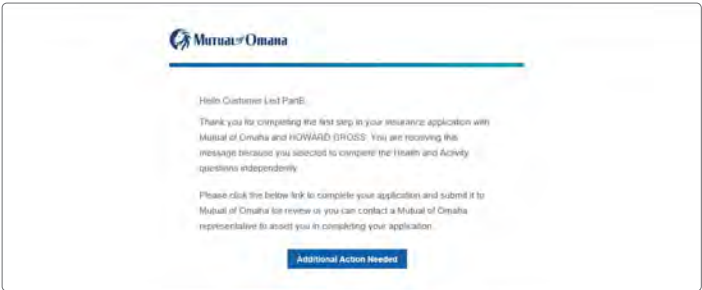 Mutual of Omaha
Hello Customer Led PartE,
Thank you for completing the first step in your insurance application with
Mutual of Omaha and HOWARD GROSS. You are receiving this
message because you selected to complete the Health and Activity
questions independently.
Please click the below link to complete your application and submit it to
Mutual of Omaha for review or you can contact a Mutual of Omaha
representative to assist you in completing your application.
Additional Action Needed